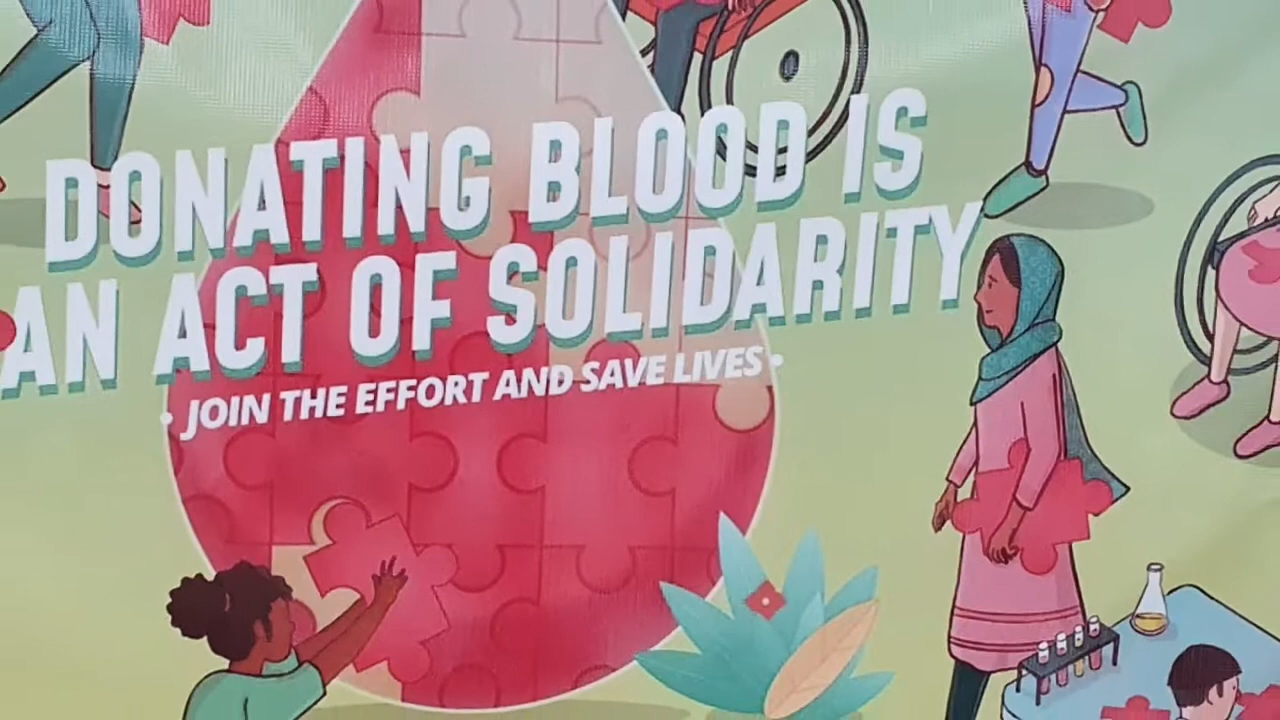 DONATING BLOOD IS
AN ACT OF SOLIDARITY
• JOIN THE EFFORT AND SAVE LIVES •